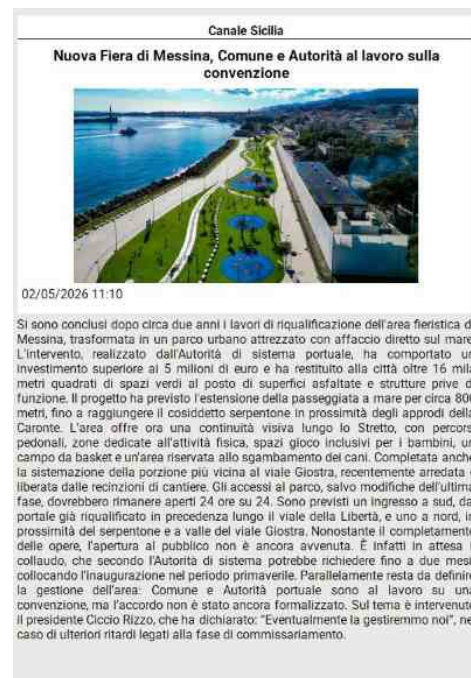 Canale Sicilia
Nuova Fiera di Messina, Comune e Autorità al lavoro sulla
convenzione
02/05/2026 11:10
Si sono conclusi dopo circa due anni i lavori di riqualificazione dell'area fieristica d
Messina, trasformata in un parco urbano attrezzato con affaccio diretto sul mare
L'intervento, realizzato dall'Autorità di sistema portuale, ha comportato un
investimento superiore ai 5 milioni di euro e ha restituito alla città oltre 16 mila
metri quadrati di spazi verdi al posto di superfici asfaltate e strutture prive d
funzione. Il progetto ha previsto l'estensione della passeggiata a mare per circa 800
metri, fino a raggiungere il cosiddetto serpentone in prossimità degli approdi della
Caronte. L'area offre ora una continuità visiva lungo lo Stretto, con percors
pedonali, zone dedicate all'attività fisica, spazi gioco inclusivi per i bambini, un
campo da basket e un'area riservata allo sgambamento dei cani. Completata anche
la sistemazione della porzione più vicina al viale Giostra, recentemente arredata e
liberata dalle recinzioni di cantiere. Gli accessi al parco, salvo modifiche dell'ultima
fase, dovrebbero rimanere aperti 24 ore su 24. Sono previsti un ingresso a sud, da
portale già riqualificato in precedenza lungo il viale della Libertà, e uno a nord, in
prossimità del serpentone e a valle del viale Giostra. Nonostante il completamento
delle opere, l'apertura al pubblico non è ancora avvenuta. È infatti in attesa i
collaudo, che secondo l'Autorità di sistema potrebbe richiedere fino a due mesi
collocando l'inaugurazione nel periodo primaverile. Parallelamente resta da definire
la gestione dell'area: Comune e Autorità portuale sono al lavoro su una
convenzione, ma l'accordo non è stato ancora formalizzato. Sul tema è intervenuto
il presidente Ciccio Rizzo, che ha dichiarato: "Eventualmente la gestiremmo noi", ne
caso di ulteriori ritardi legati alla fase di commissariamento.